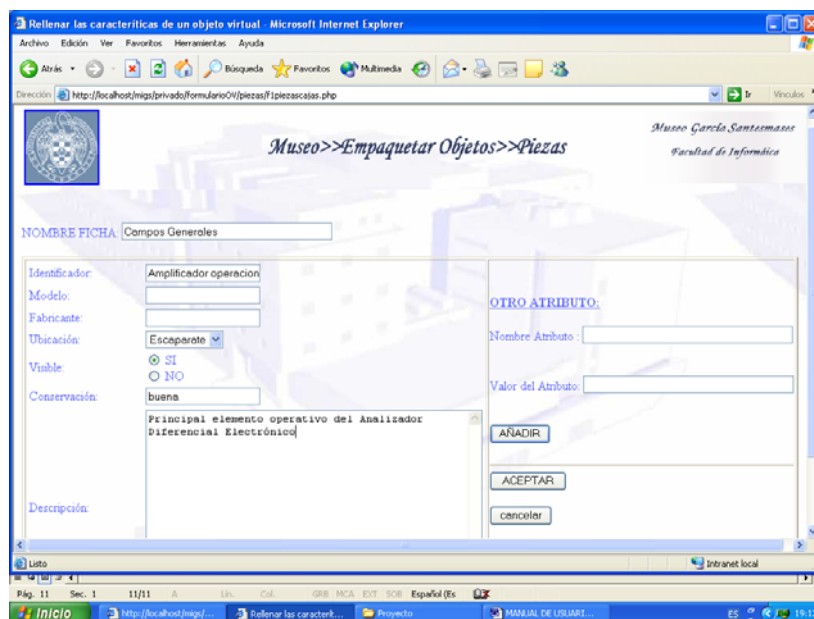 Rellenar las caracteríticas de un objeto virtual - Microsoft Internet Explorer
Archivo Edición Ver Favoritos Herramientas Ayuda
Atrás Búsqueda Favoritos Multimedia
Dirección http://localhost/migs/privado/formularioOV/piezas/f1piezascajas.php Ir Vínculos
Museo>>Empaquetar Objetos>>Piezas
Museo García Santesmases
Facultad de Informáica
NOMBRE FICHA: Campos Generales
Identificador: Amplificador operacion
Modelo:
Fabricante:
Ubicación: Escaparate
Visible: SI
NO
Conservación: buena
Descripción: Principal elemento operativo del Analizador
Diferencial Electrónico
OTRO ATRIBUTO:
Nombre Atributo :
Valor del Atributo:
AÑADIR
ACEPTAR
cancelar
Listo Intranet local
Pág. 11 Sec. 1 11/11 A Lín. Col. GRB MCA EXT SOB Español (Es
Inicio http://localhost/migs/... Rellenar las caracterít... Proyecto MANUAL DE USUARI... ES